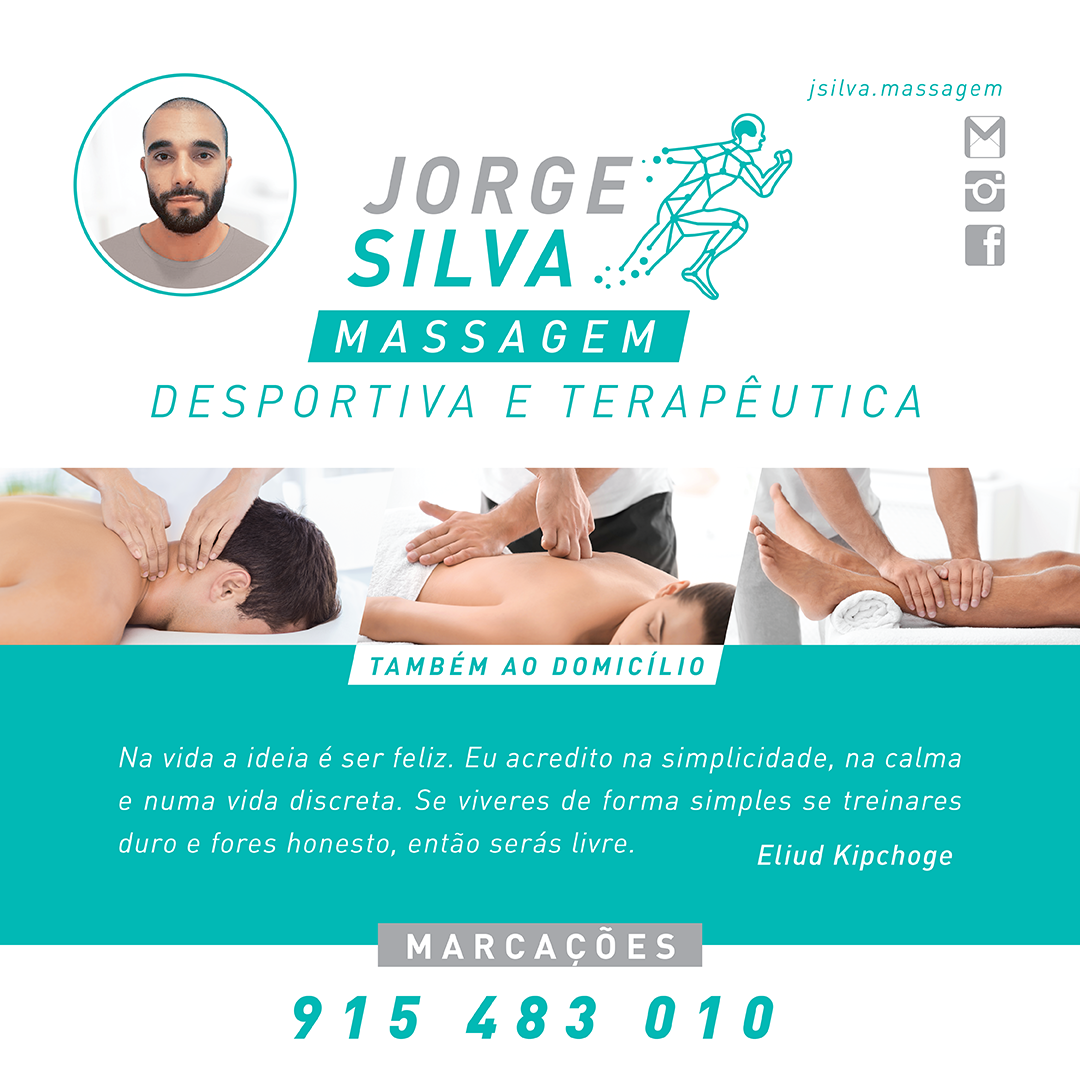 jsilva.massagem
JORGE
SILVA
MASSAGEM
DESPORTIVA E TERAPÊUTICA
TAMBÉM AO DOMICÍLIO
Na vida a ideia é ser feliz. Eu acredito na simplicidade, na calma
e numa vida discreta. Se viveres de forma simples se treinares
duro e fores honesto, então serás livre.
Eliud Kipchoge
MARCAÇÕES
915 483 010